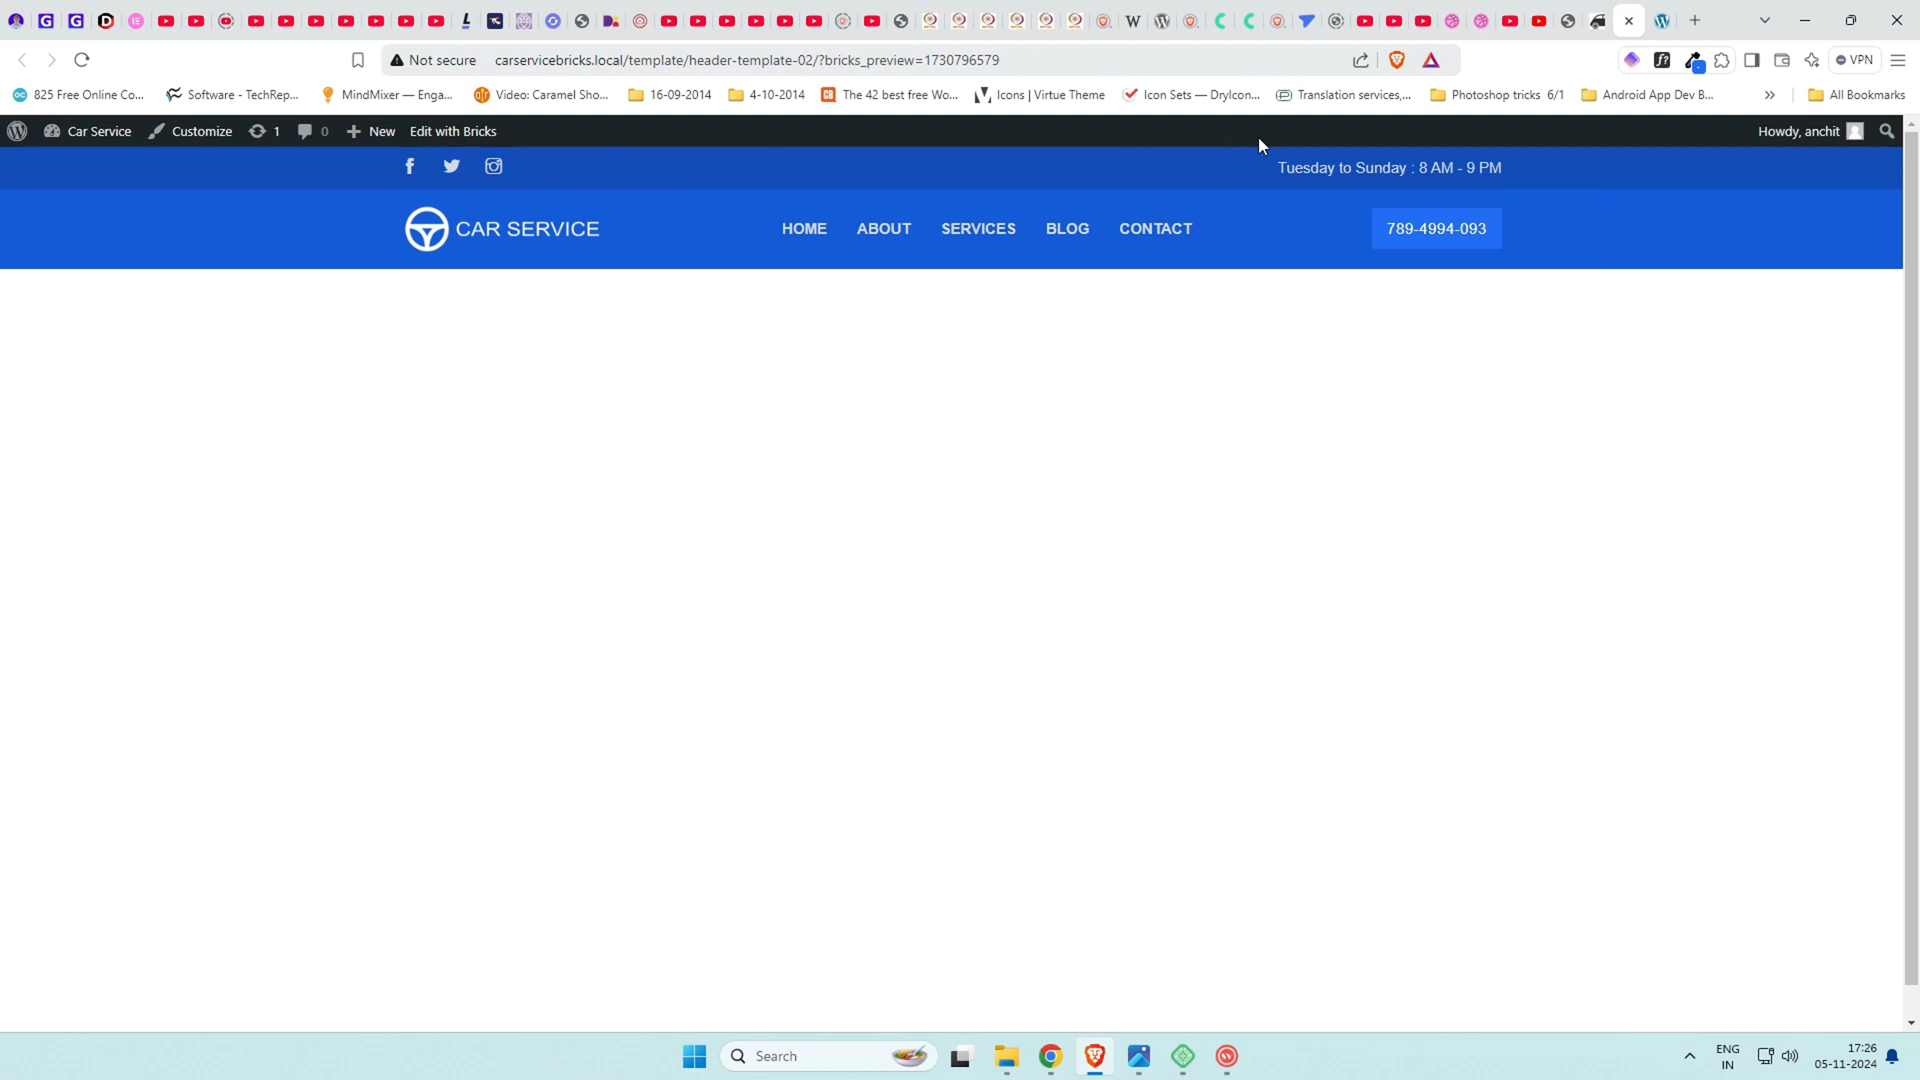 Not secure carservicebricks.local/template/header-template-02/?bricks_preview=1730796579
VPN
825 Free Online Co...
Software - TechRep...
MindMixer — Enga...
Video: Caramel Sho...
16-09-2014
4-10-2014
The 42 best free Wo...
Icons | Virtue Theme
Icon Sets — DryIcon...
Translation services,...
Photoshop tricks 6/1
Android App Dev B...
All Bookmarks
Car Service
Customize
1
0
New
Edit with Bricks
Howdy, anchit
Tuesday to Sunday : 8 AM - 9 PM
CAR SERVICE
HOME
ABOUT
SERVICES
BLOG
CONTACT
789-4994-093
Search
ENG
IN
17:26
05-11-2024